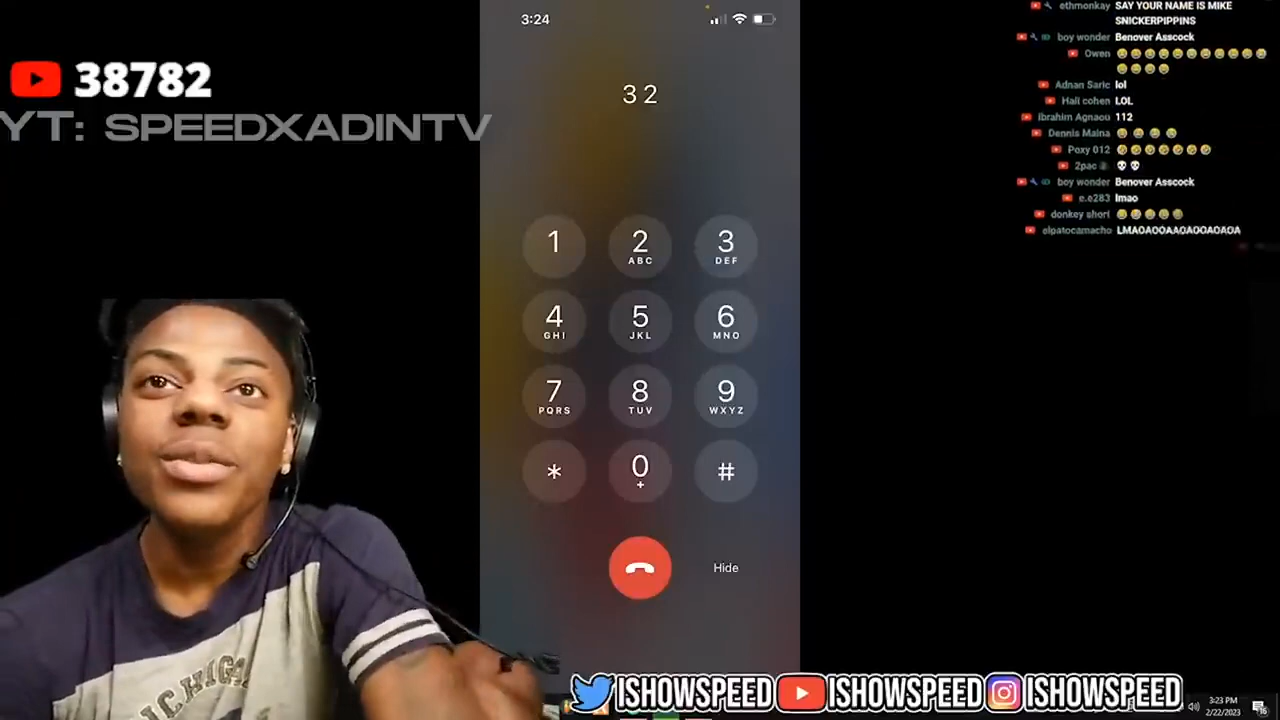 38782
YT: SPEEDXADINTV
3:24
3 2
1
2
ABC
3
DEF
4
GHI
5
JKL
6
MNO
7
PQRS
8
TUV
9
WXYZ
*
0
+
#
Hide
ethmonkay SAY YOUR NAME IS MIKE
SNICKERPIPPINS
boy wonder Benover Asscock
Owen
Adnan Saric lol
Hali cohen LOL
Ibrahim Agnaou 112
Dennis Maina
Poxy 012
2pac
boy wonder Benover Asscock
e.e283 lmao
donkey shori
elpatocamacho LMAOAOOAAOAOOAOAOA
ICHIGA
ISHOWSPEED ISHOWSPEED ISHOWSPEED
3:23 PM
2/22/2023